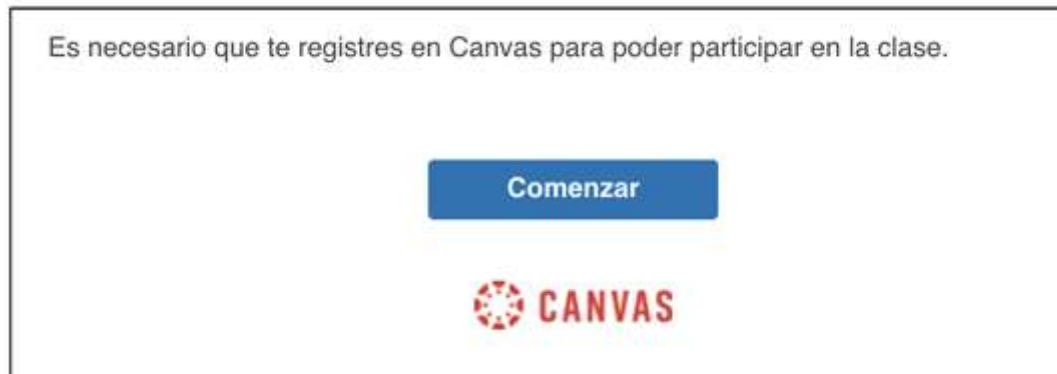 Es necesario que te registres en Canvas para poder participar en la clase.
Comenzar
CANVAS